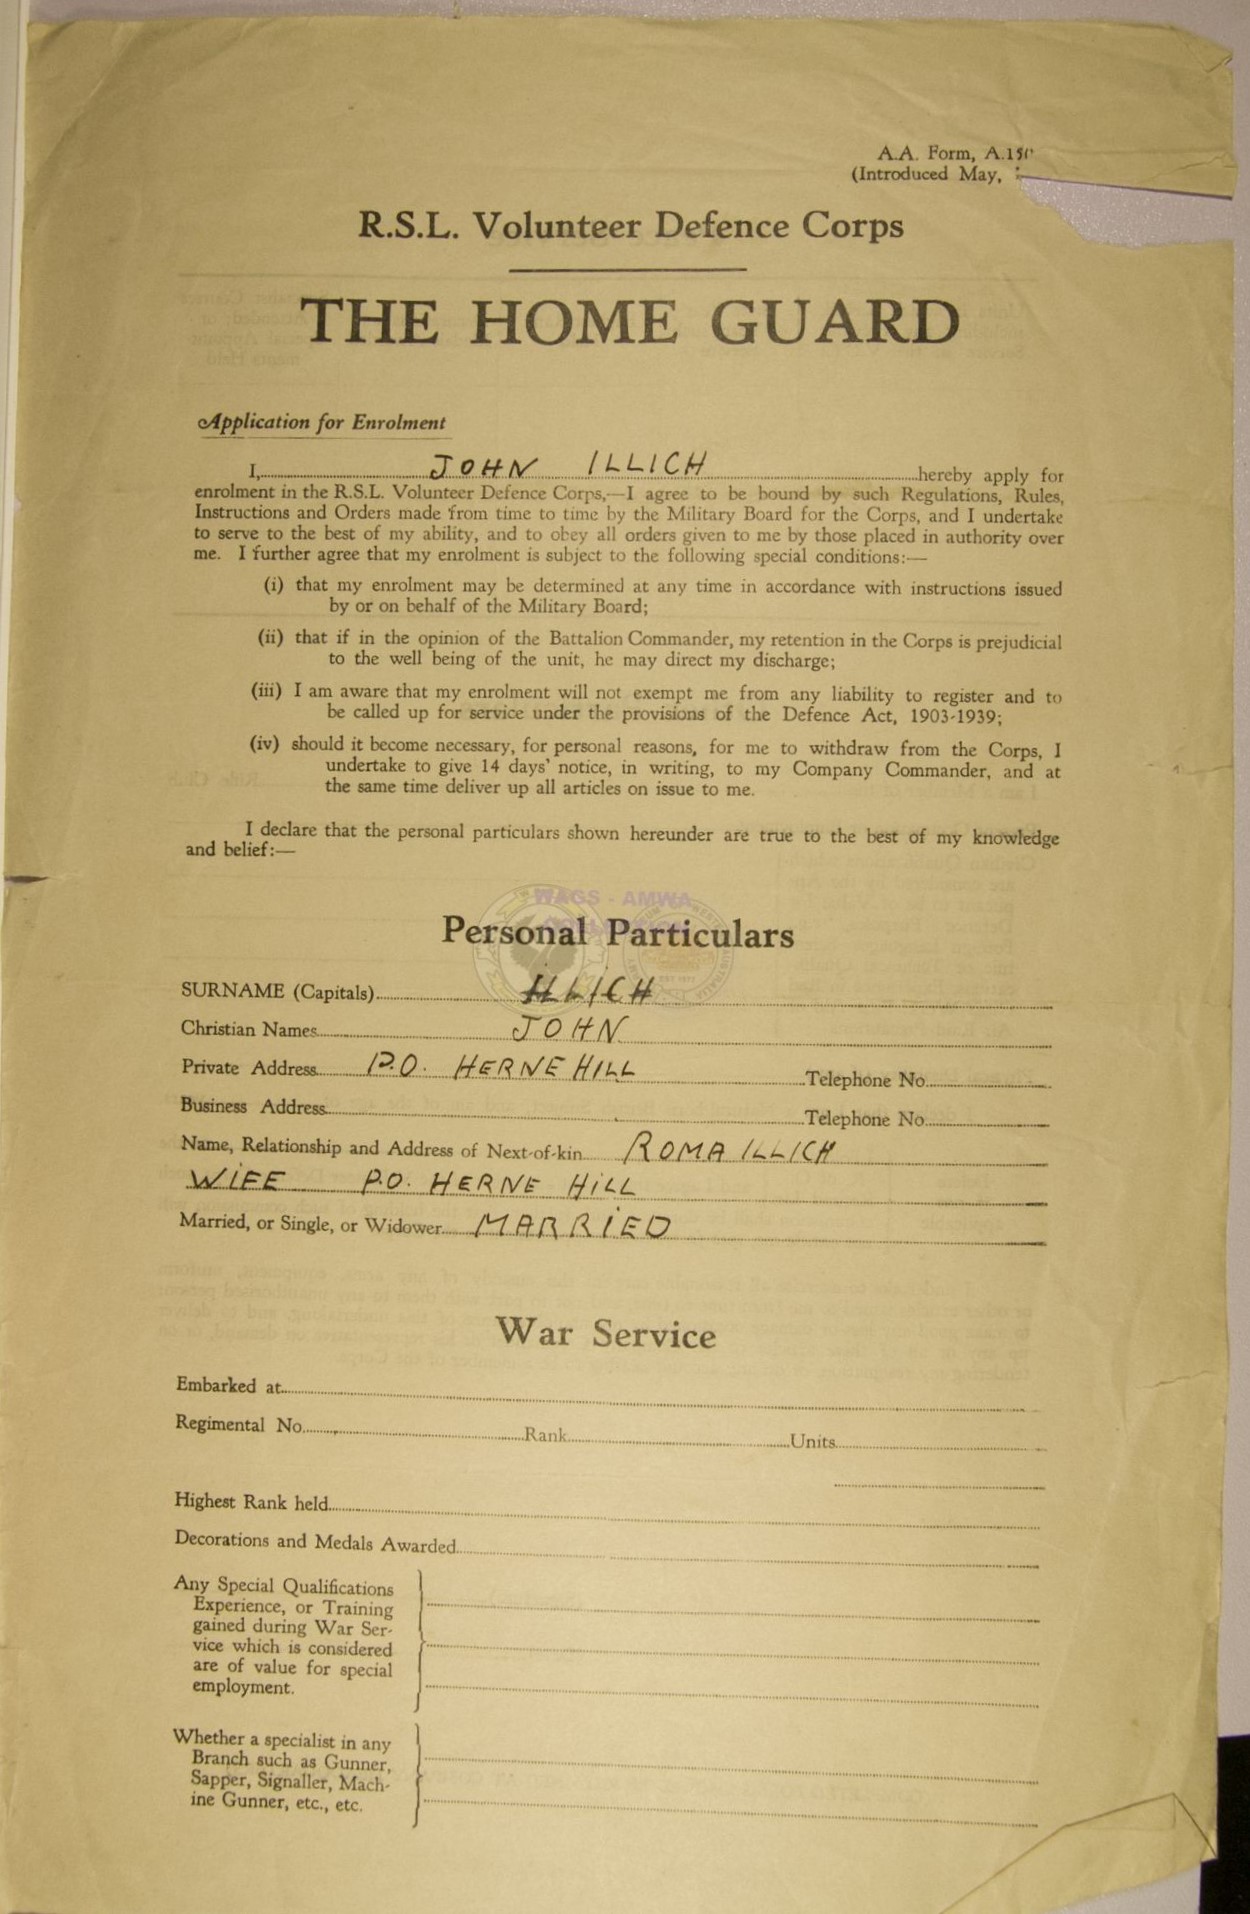 A.A. Form, A.150
(Introduced May,
R.S.L. Volunteer Defence Corps
THE HOME GUARD
Application for Enrolment
I, JOHN ILLICH hereby apply for
enrolment in the R.S.L. Volunteer Defence Corps,—I agree to be bound by such Regulations, Rules,
Instructions and Orders made from time to time by the Military Board for the Corps, and I undertake
to serve to the best of my ability, and to obey all orders given to me by those placed in authority over
me. I further agree that my enrolment is subject to the following special conditions:—
(i) that my enrolment may be determined at any time in accordance with instructions issued
by or on behalf of the Military Board;
(ii) that if in the opinion of the Battalion Commander, my retention in the Corps is prejudicial
to the well being of the unit, he may direct my discharge;
(iii) I am aware that my enrolment will not exempt me from any liability to register and to
be called up for service under the provisions of the Defence Act, 1903-1939;
(iv) should it become necessary, for personal reasons, for me to withdraw from the Corps, I
undertake to give 14 days' notice, in writing, to my Company Commander, and at
the same time deliver up all articles on issue to me.
I declare that the personal particulars shown hereunder are true to the best of my knowledge
and belief:—
WAGS - AMWA
Personal Particulars
SURNAME (Capitals) ILLICH
Christian Names JOHN
Private Address P.O. HERNE HILL Telephone No.
Business Address Telephone No.
Name, Relationship and Address of Next-of-kin ROMA ILLICH
WIFE P.O. HERNE HILL
Married, or Single, or Widower MARRIED
War Service
Embarked at
Regimental No. Rank Units
Highest Rank held
Decorations and Medals Awarded
Any Special Qualifications
Experience, or Training
gained during War Ser-
vice which is considered
are of value for special
employment.
Whether a specialist in any
Branch such as Gunner,
Sapper, Signaller, Mach-
ine Gunner, etc., etc.